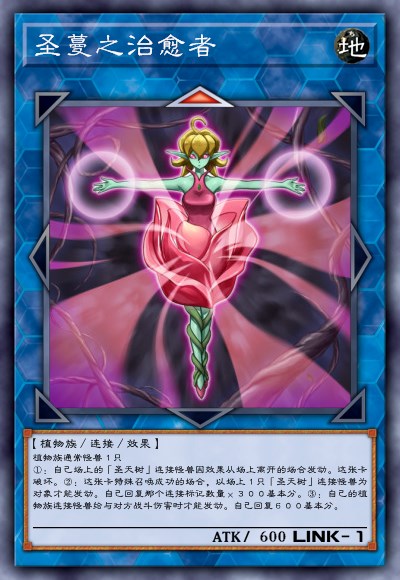 圣蔓之治愈者
地
【植物族／连接／效果】
植物族通常怪兽1只
①：自己场上的「圣天树」连接怪兽因效果从场上离开的场合发动。这张卡
破坏。②：这张卡特殊召唤成功的场合，以场上1只「圣天树」连接怪兽为
对象才能发动。自己回复那个连接标记数量×300基本分。③：自己的植
物族连接怪兽给与对方战斗伤害时才能发动。自己回复600基本分。
ATK/ 600 LINK-1